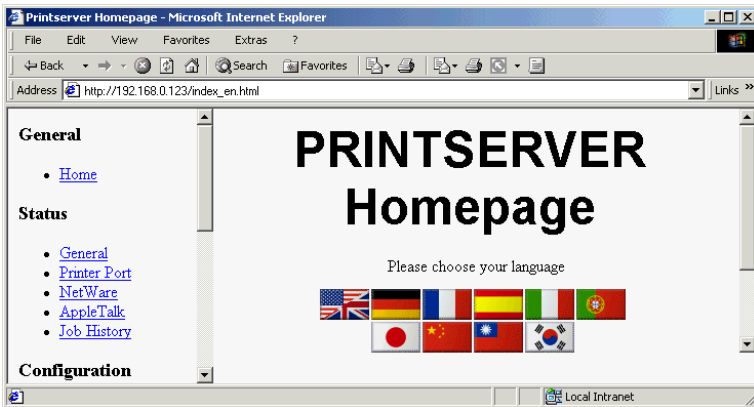 Printserver Homepage - Microsoft Internet Explorer
File Edit View Favorites Extras ?
Back Search Favorites
Address http://192.168.0.123/index_en.html Links »
General
• Home
Status
• General
• Printer Port
• NetWare
• AppleTalk
• Job History
Configuration
PRINTSERVER
Homepage
Please choose your language
Local Intranet